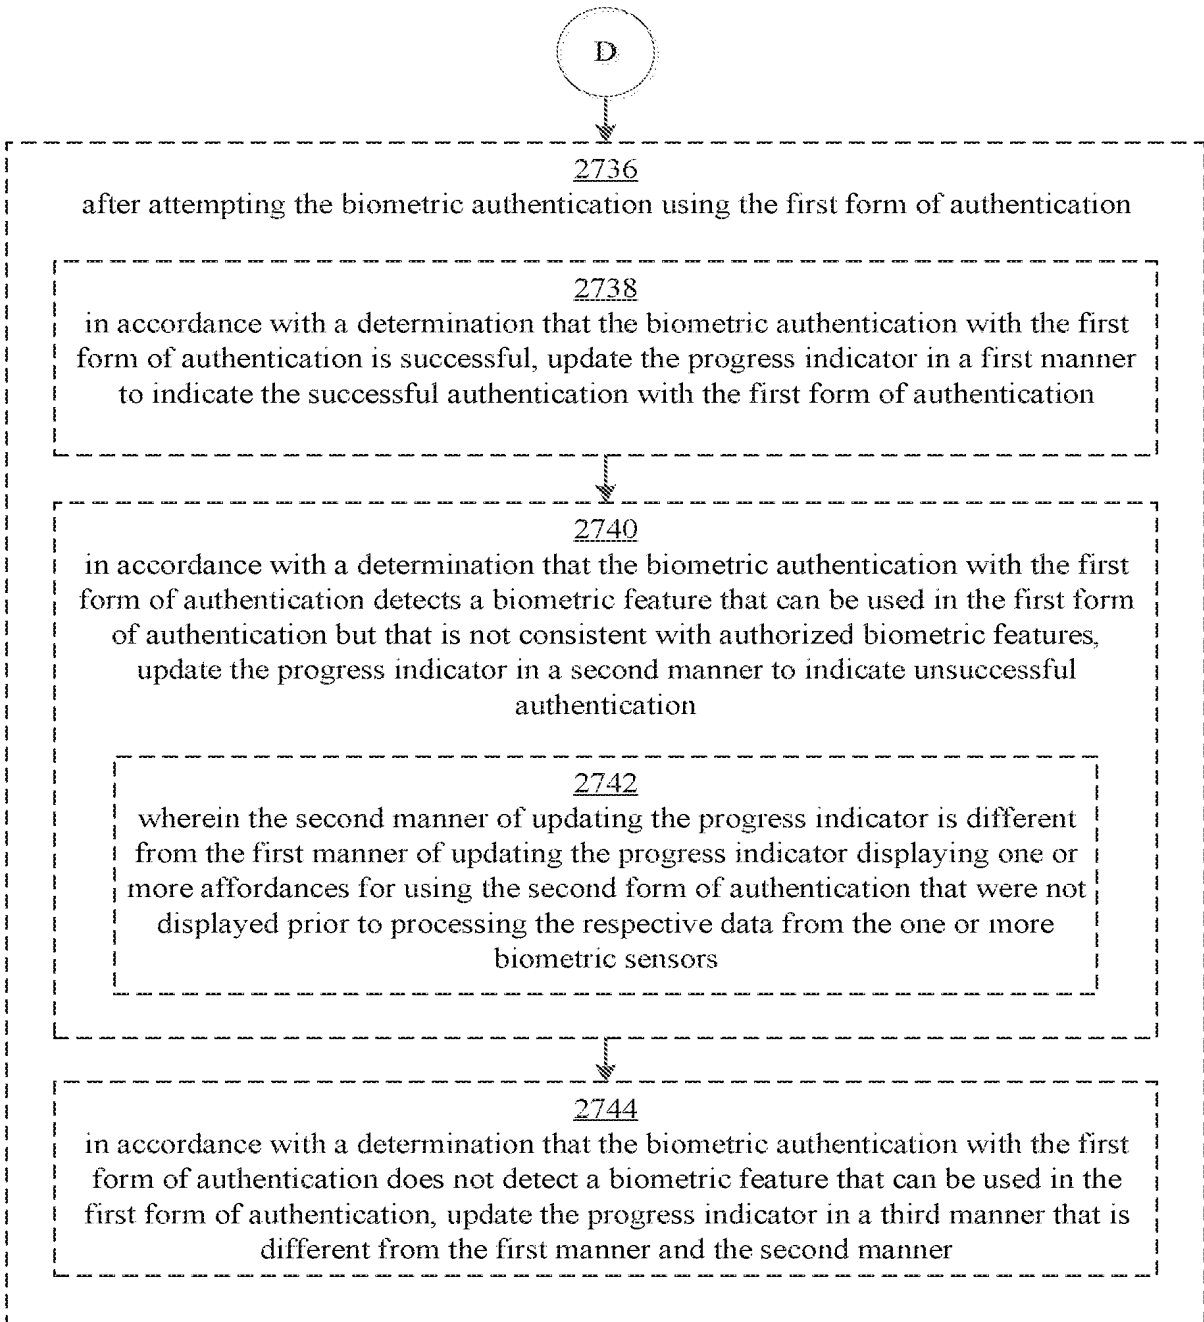 D
2736
after attempting the biometric authentication using the first form of authentication
2738
in accordance with a determination that the biometric authentication with the first
form of authentication is successful, update the progress indicator in a first manner
to indicate the successful authentication with the first form of authentication
2740
in accordance with a determination that the biometric authentication with the first
form of authentication detects a biometric feature that can be used in the first form
of authentication but that is not consistent with authorized biometric features,
update the progress indicator in a second manner to indicate unsuccessful
authentication
2742
wherein the second manner of updating the progress indicator is different
from the first manner of updating the progress indicator displaying one or
more affordances for using the second form of authentication that were not
displayed prior to processing the respective data from the one or more
biometric sensors
2744
in accordance with a determination that the biometric authentication with the first
form of authentication does not detect a biometric feature that can be used in the
first form of authentication, update the progress indicator in a third manner that is
different from the first manner and the second manner